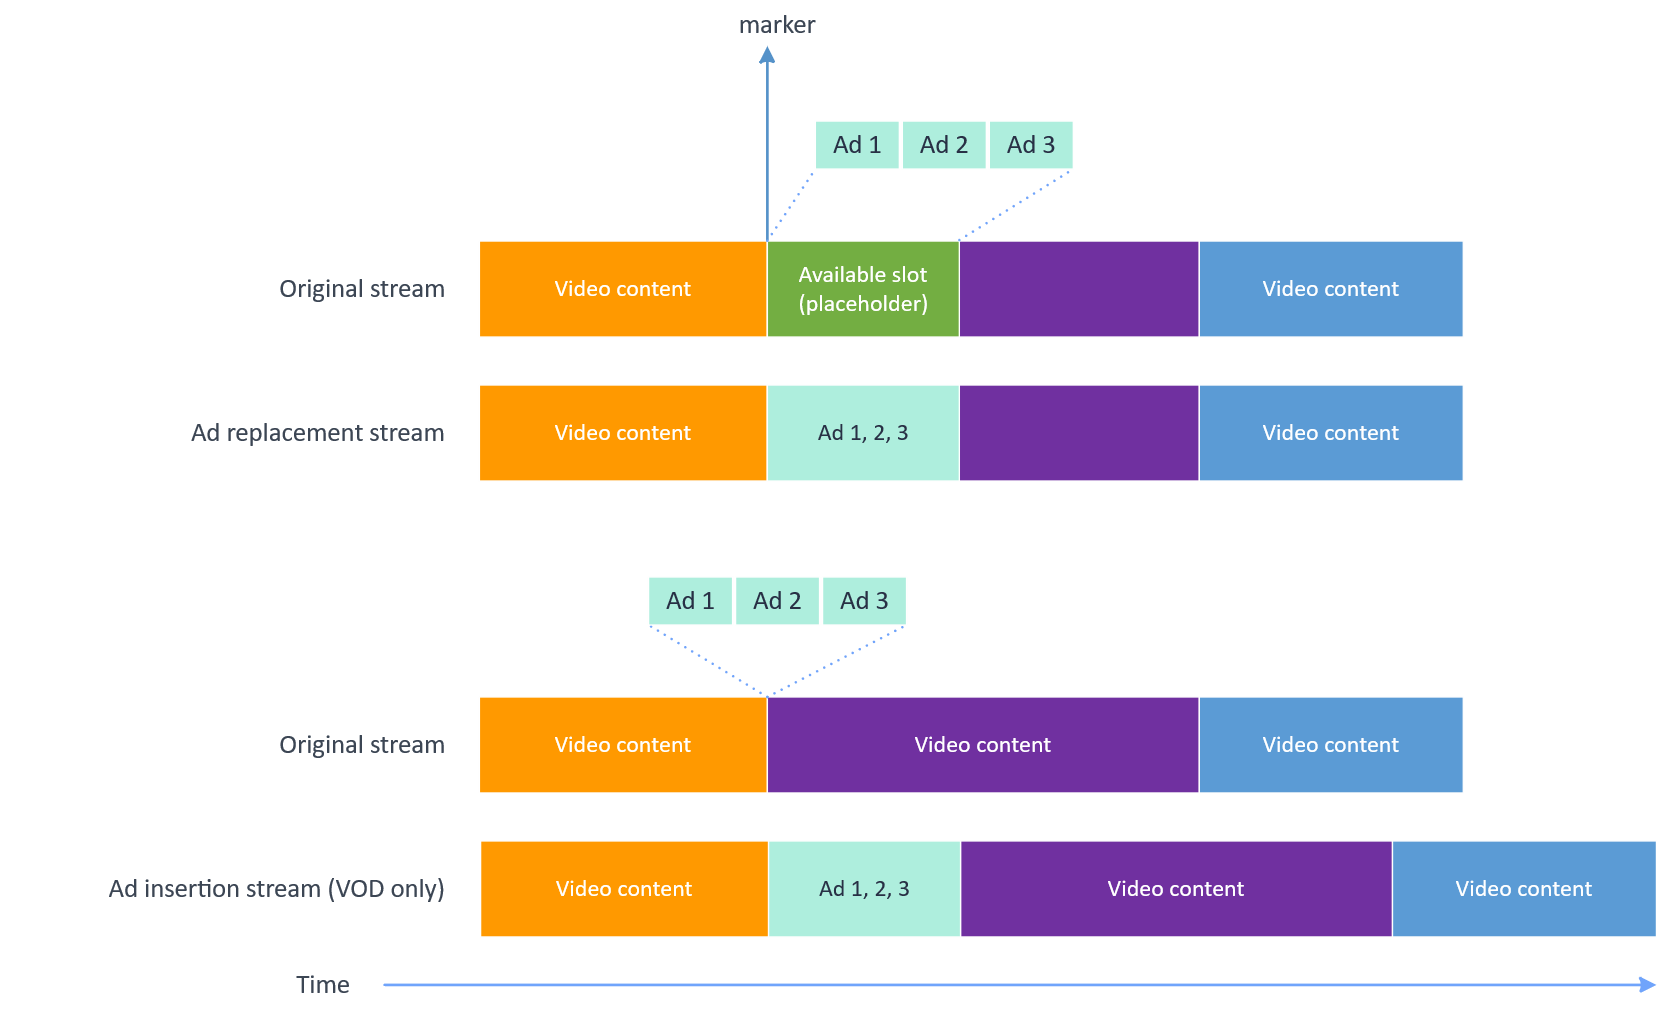 marker
Ad 1 Ad 2 Ad 3
Original stream
Video content
Available slot
(placeholder)
Video content
Ad replacement stream
Video content
Ad 1, 2, 3
Video content
Ad 1 Ad 2 Ad 3
Original stream
Video content
Video content
Video content
Ad insertion stream (VOD only)
Video content
Ad 1, 2, 3
Video content
Video content
Time